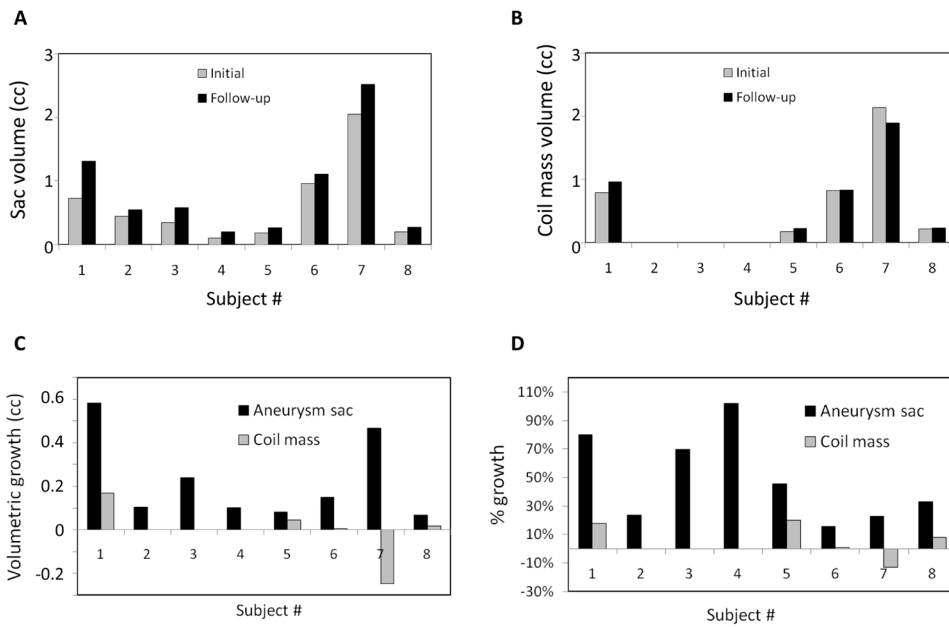 A
Sac volume (cc)
3
2
1
0
Initial
Follow-up
1 2 3 4 5 6 7 8
Subject #
B
Coil mass volume (cc)
3
2
1
0
Initial
Follow-up
1 2 3 4 5 6 7 8
Subject #
C
Volumetric growth (cc)
0.6
0.4
0.2
0
-0.2
Aneurysm sac
Coil mass
1 2 3 4 5 6 7 8
Subject #
D
% growth
110%
90%
70%
50%
30%
10%
-10%
-30%
Aneurysm sac
Coil mass
1 2 3 4 5 6 7 8
Subject #